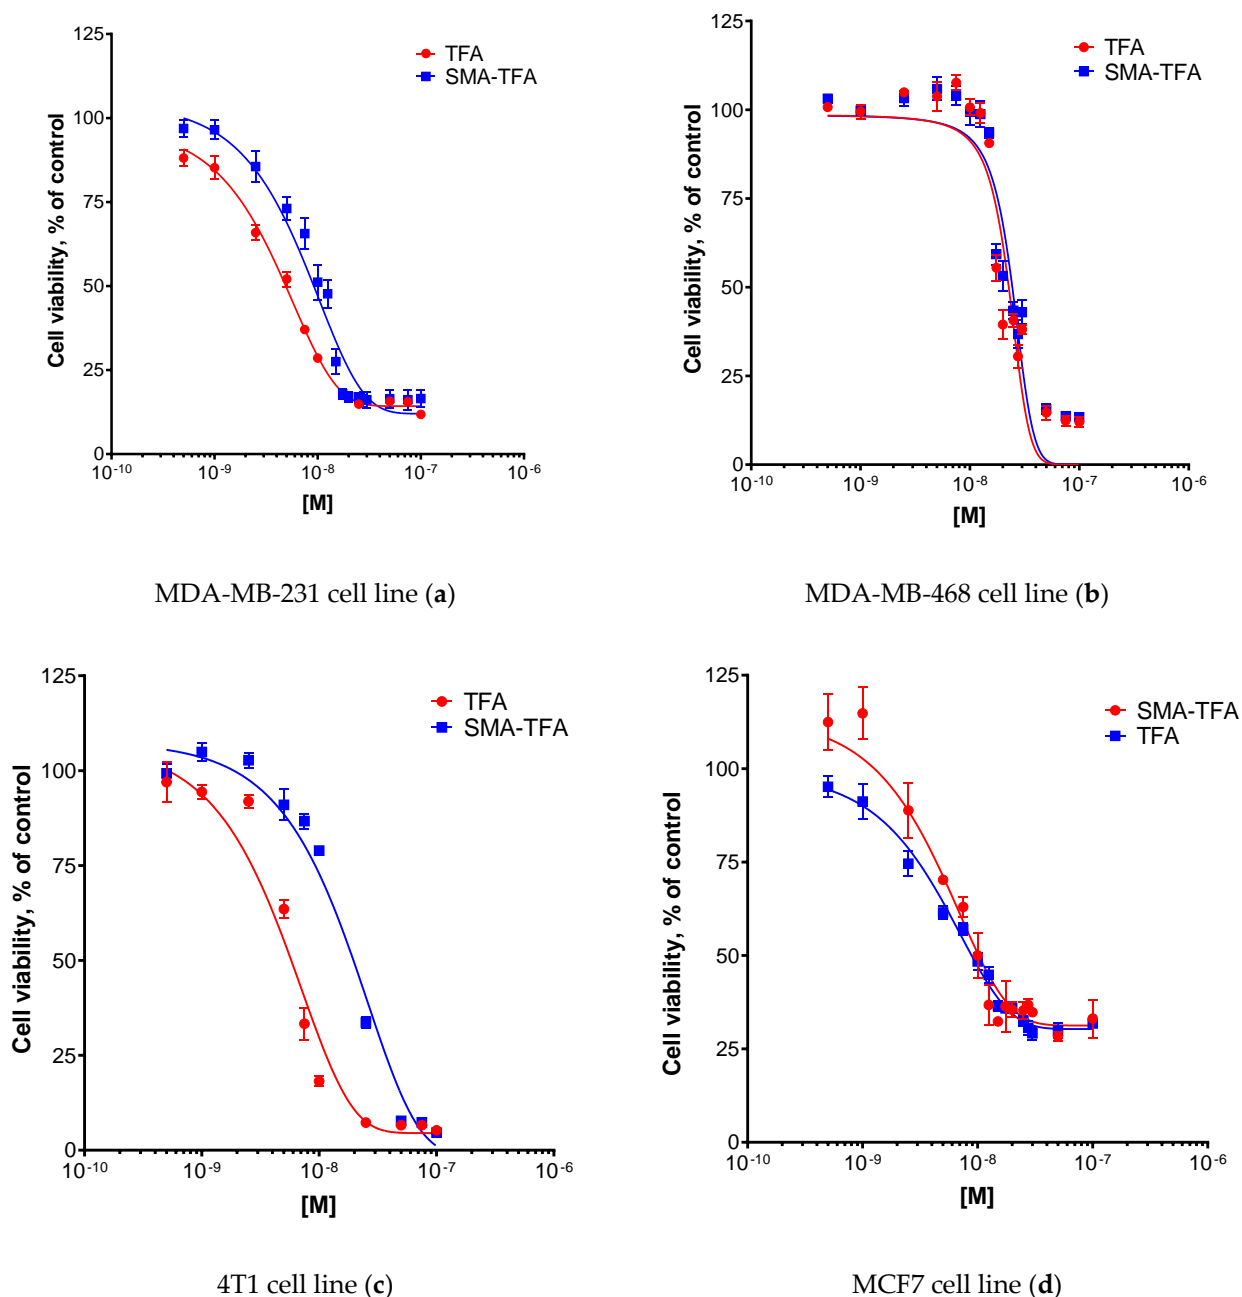 125
100
75
50
25
0
Cell viability, % of control
TFA
SMA-TFA
10-10 10-9 10-8 10-7 10-6
[M]
MDA-MB-231 cell line (a)
125
100
75
50
25
0
Cell viability, % of control
TFA
SMA-TFA
10-10 10-9 10-8 10-7 10-6
[M]
MDA-MB-468 cell line (b)
125
100
75
50
25
0
Cell viability, % of control
TFA
SMA-TFA
10-10 10-9 10-8 10-7 10-6
[M]
4T1 cell line (c)
125
100
75
50
25
0
Cell viability, % of control
SMA-TFA
TFA
10-10 10-9 10-8 10-7 10-6
[M]
MCF7 cell line (d)